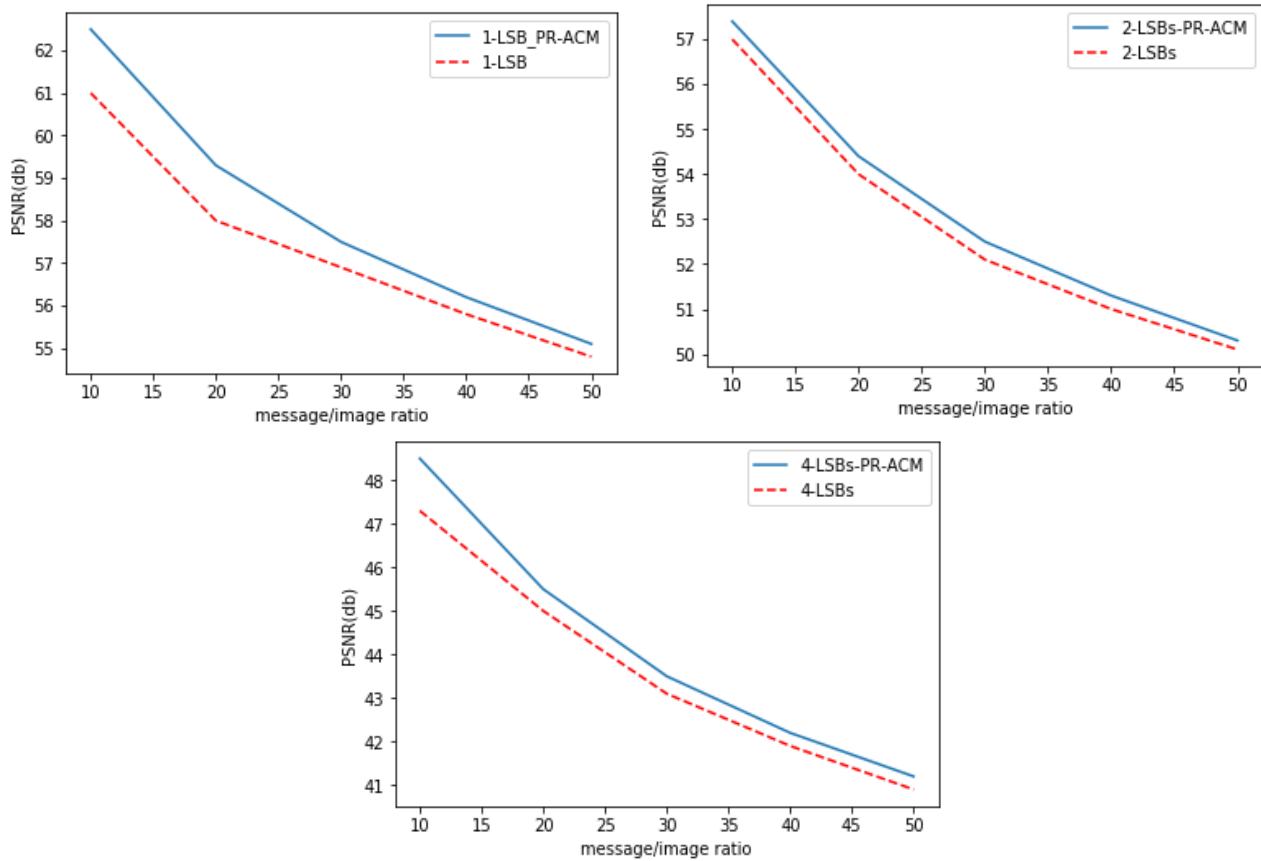 1-LSB_PR-ACM
1-LSB
62
61
60
59
58
57
56
55
PSNR(db)
10 15 20 25 30 35 40 45 50
message/image ratio
2-LSBs-PR-ACM
2-LSBs
57
56
55
54
53
52
51
50
PSNR(db)
10 15 20 25 30 35 40 45 50
message/image ratio
4-LSBs-PR-ACM
4-LSBs
48
47
46
45
44
43
42
41
PSNR(db)
10 15 20 25 30 35 40 45 50
message/image ratio